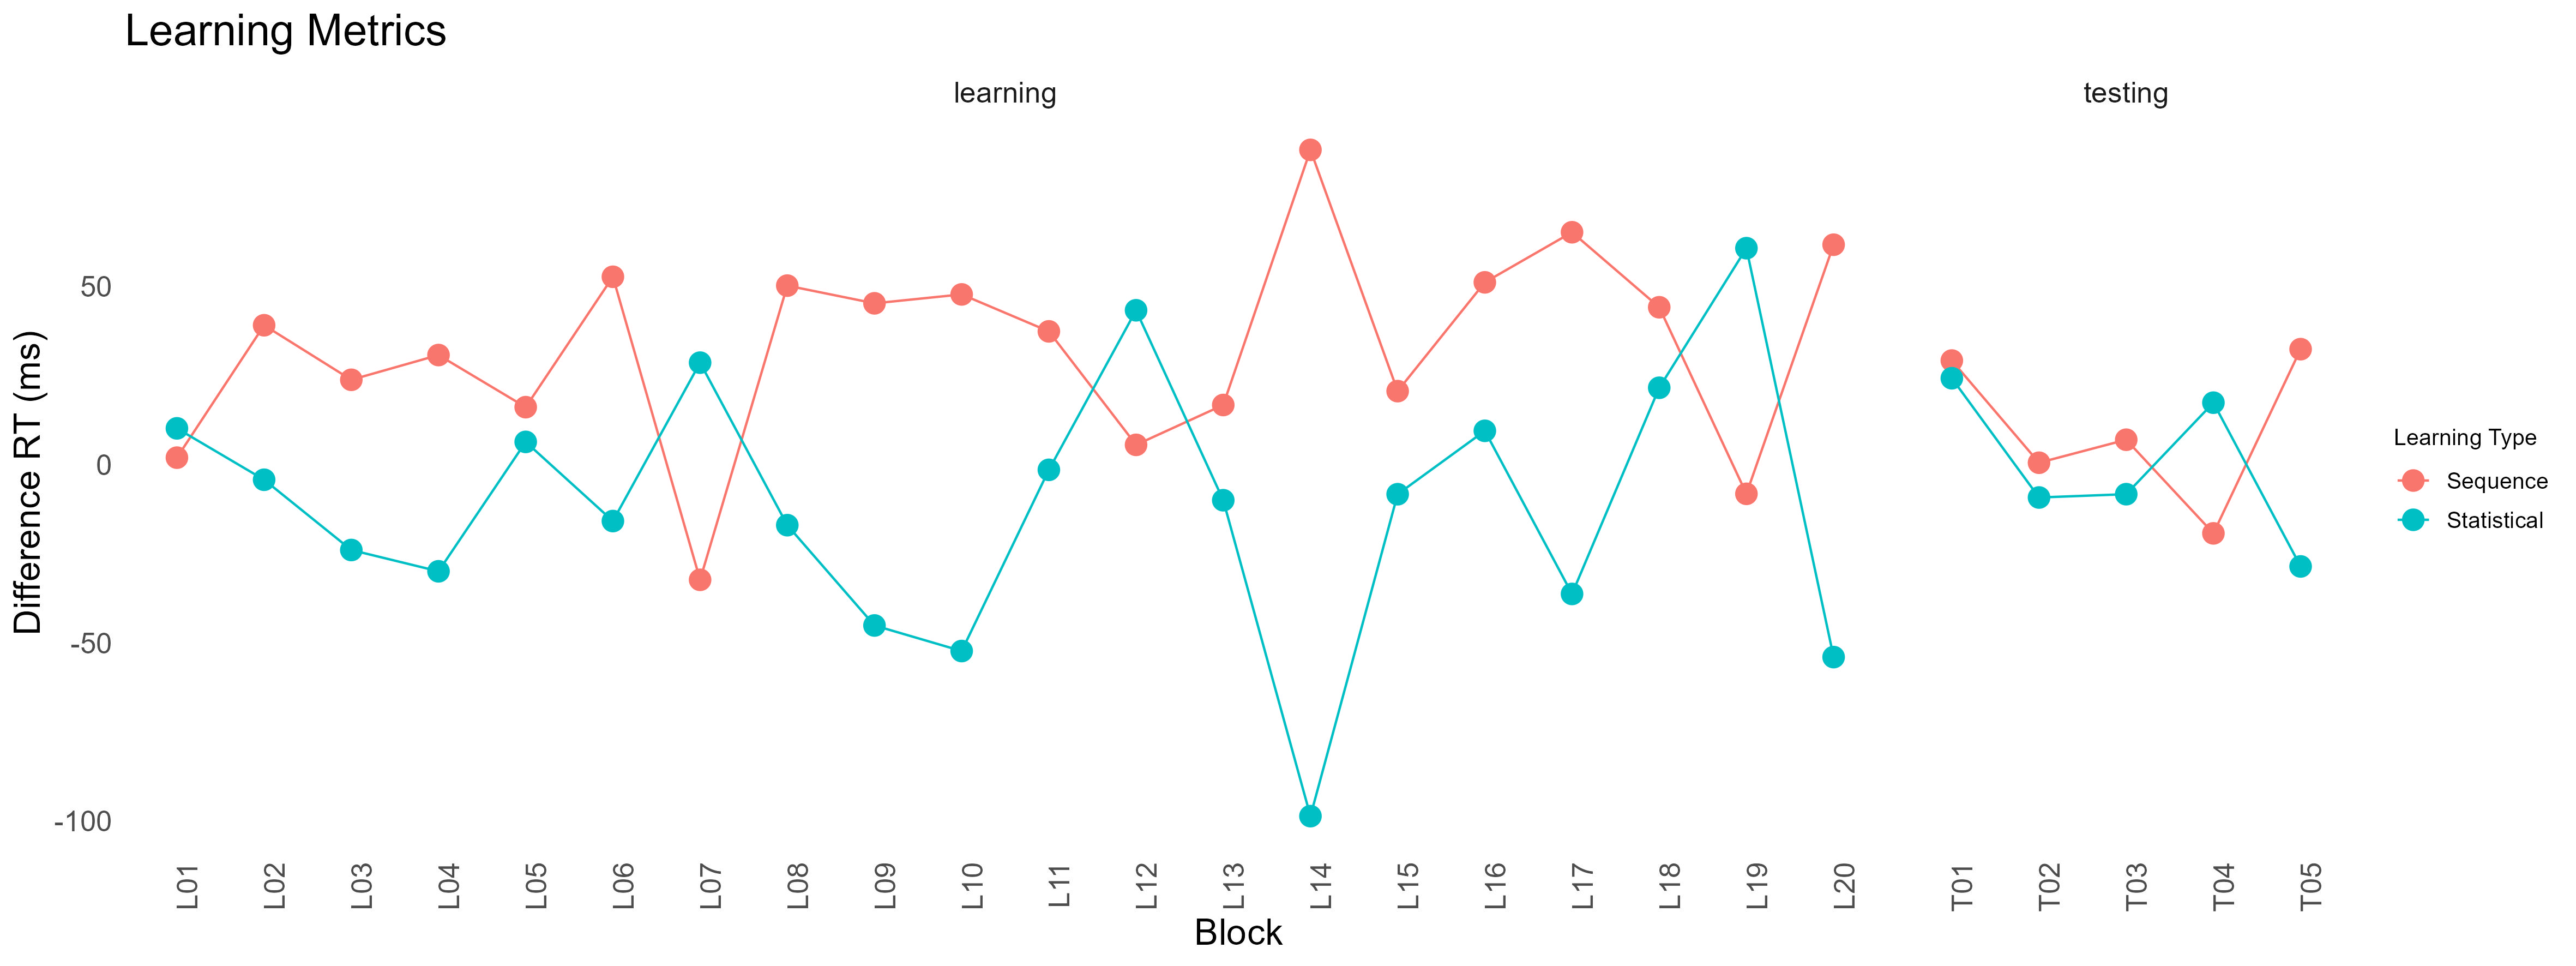 Learning Metrics
learning
testing
Difference RT (ms)
50
0
-50
-100
L01 L02 L03 L04 L05 L06 L07 L08 L09 L10 L11 L12 L13 L14 L15 L16 L17 L18 L19 L20 T01 T02 T03 T04 T05
Block
Learning Type
Sequence
Statistical